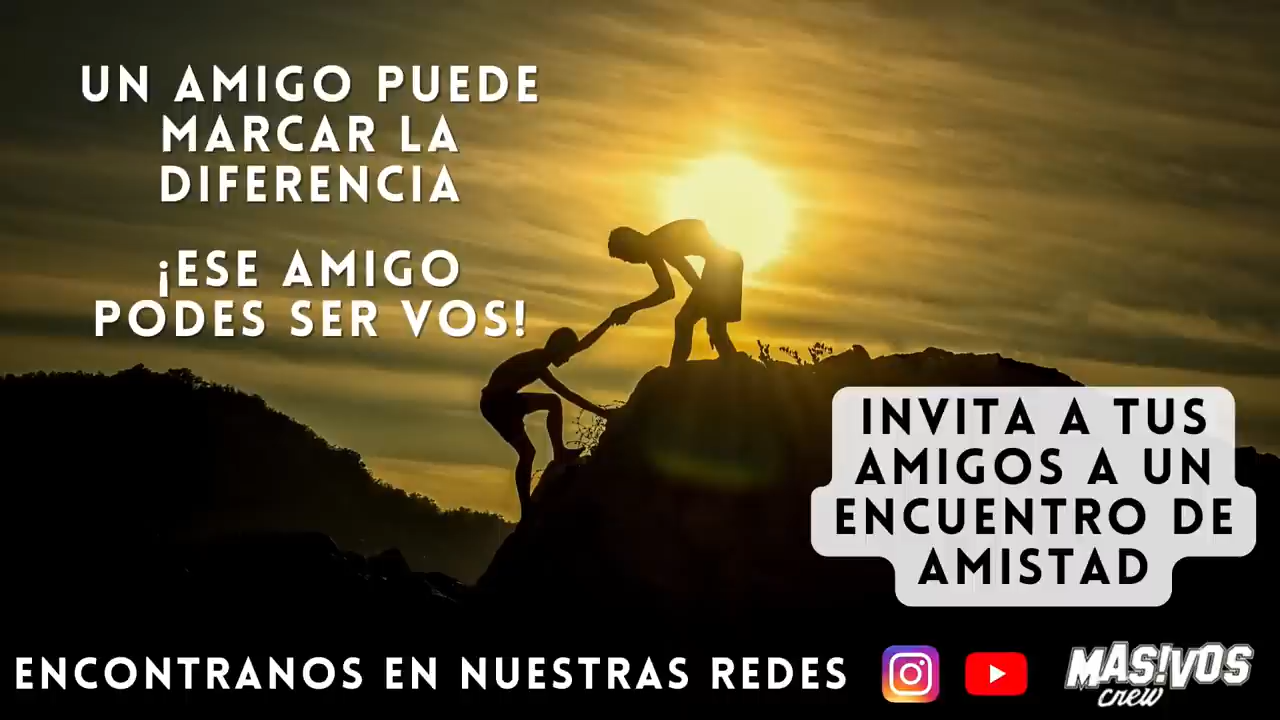 UN AMIGO PUEDE
MARCAR LA
DIFERENCIA
¡ESE AMIGO
PODES SER VOS!
INVITA A TUS
AMIGOS A UN
ENCUENTRO DE
AMISTAD
ENCONTRANOS EN NUESTRAS REDES
MAS!VOS
crew